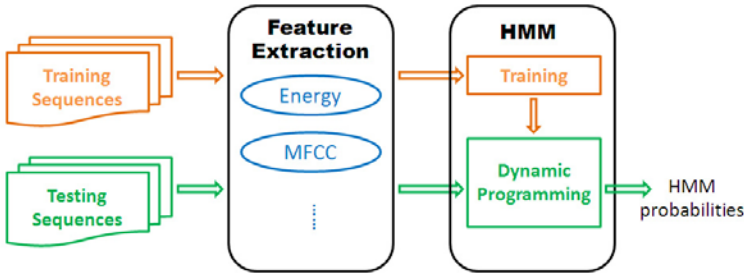 Training
Sequences
Feature
Extraction
Energy
MFCC
HMM
Training
Testing
Sequences
Dynamic
Programming
HMM
probabilities